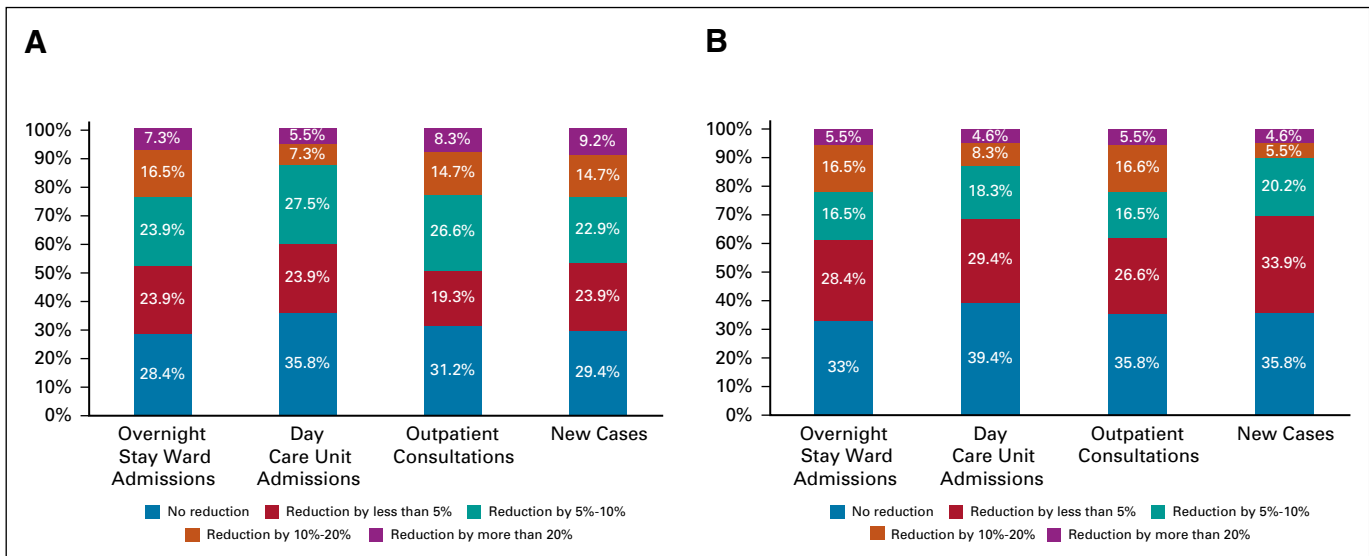 A
100%
90%
80%
70%
60%
50%
40%
30%
20%
10%
0%
7.3%
16.5%
23.9%
23.9%
28.4%
5.5%
7.3%
27.5%
23.9%
35.8%
8.3%
14.7%
26.6%
19.3%
31.2%
9.2%
14.7%
22.9%
23.9%
29.4%
Overnight
Stay Ward
Admissions
Day
Care Unit
Admissions
Outpatient
Consultations
New Cases
No reduction Reduction by less than 5% Reduction by 5%-10%
Reduction by 10%-20% Reduction by more than 20%
B
100%
90%
80%
70%
60%
50%
40%
30%
20%
10%
0%
5.5%
16.5%
16.5%
28.4%
33%
4.6%
8.3%
18.3%
29.4%
39.4%
5.5%
16.6%
16.5%
26.6%
35.8%
4.6%
5.5%
20.2%
33.9%
35.8%
Overnight
Stay Ward
Admissions
Day
Care Unit
Admissions
Outpatient
Consultations
New Cases
No reduction Reduction by less than 5% Reduction by 5%-10%
Reduction by 10%-20% Reduction by more than 20%